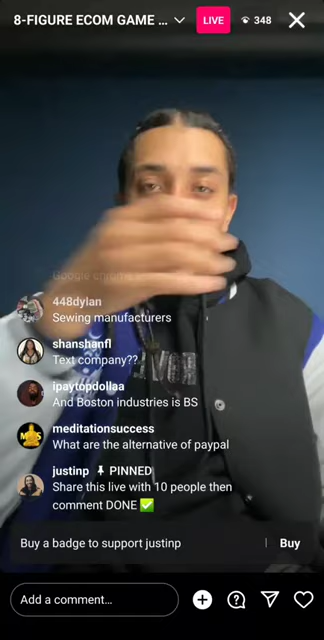 8-FIGURE ECOM GAME ...
LIVE
348
Google chrome
448dylan
Sewing manufacturers
shanshanfl
Text company??
ipaytopdollaa
And Boston industries is BS
meditationsuccess
What are the alternative of paypal
justinp PINNED
Share this live with 10 people then
comment DONE ✅
Buy a badge to support justinp
Buy
Add a comment...